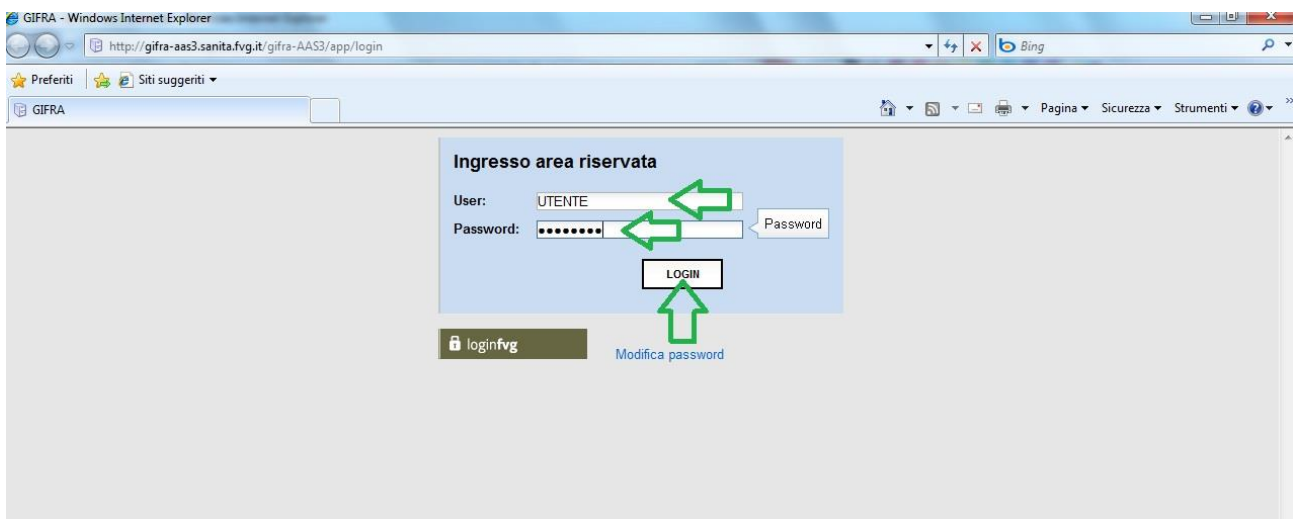 GIFRA - Windows Internet Explorer
http://gifra-aas3.sanita.fvg.it/gifra-AAS3/app/login
Bing
Preferiti Siti suggeriti
GIFRA
Pagina Sicurezza Strumenti
Ingresso area riservata
User: UTENTE
Password: ●●●●●●●● Password
LOGIN
loginfvg
Modifica password